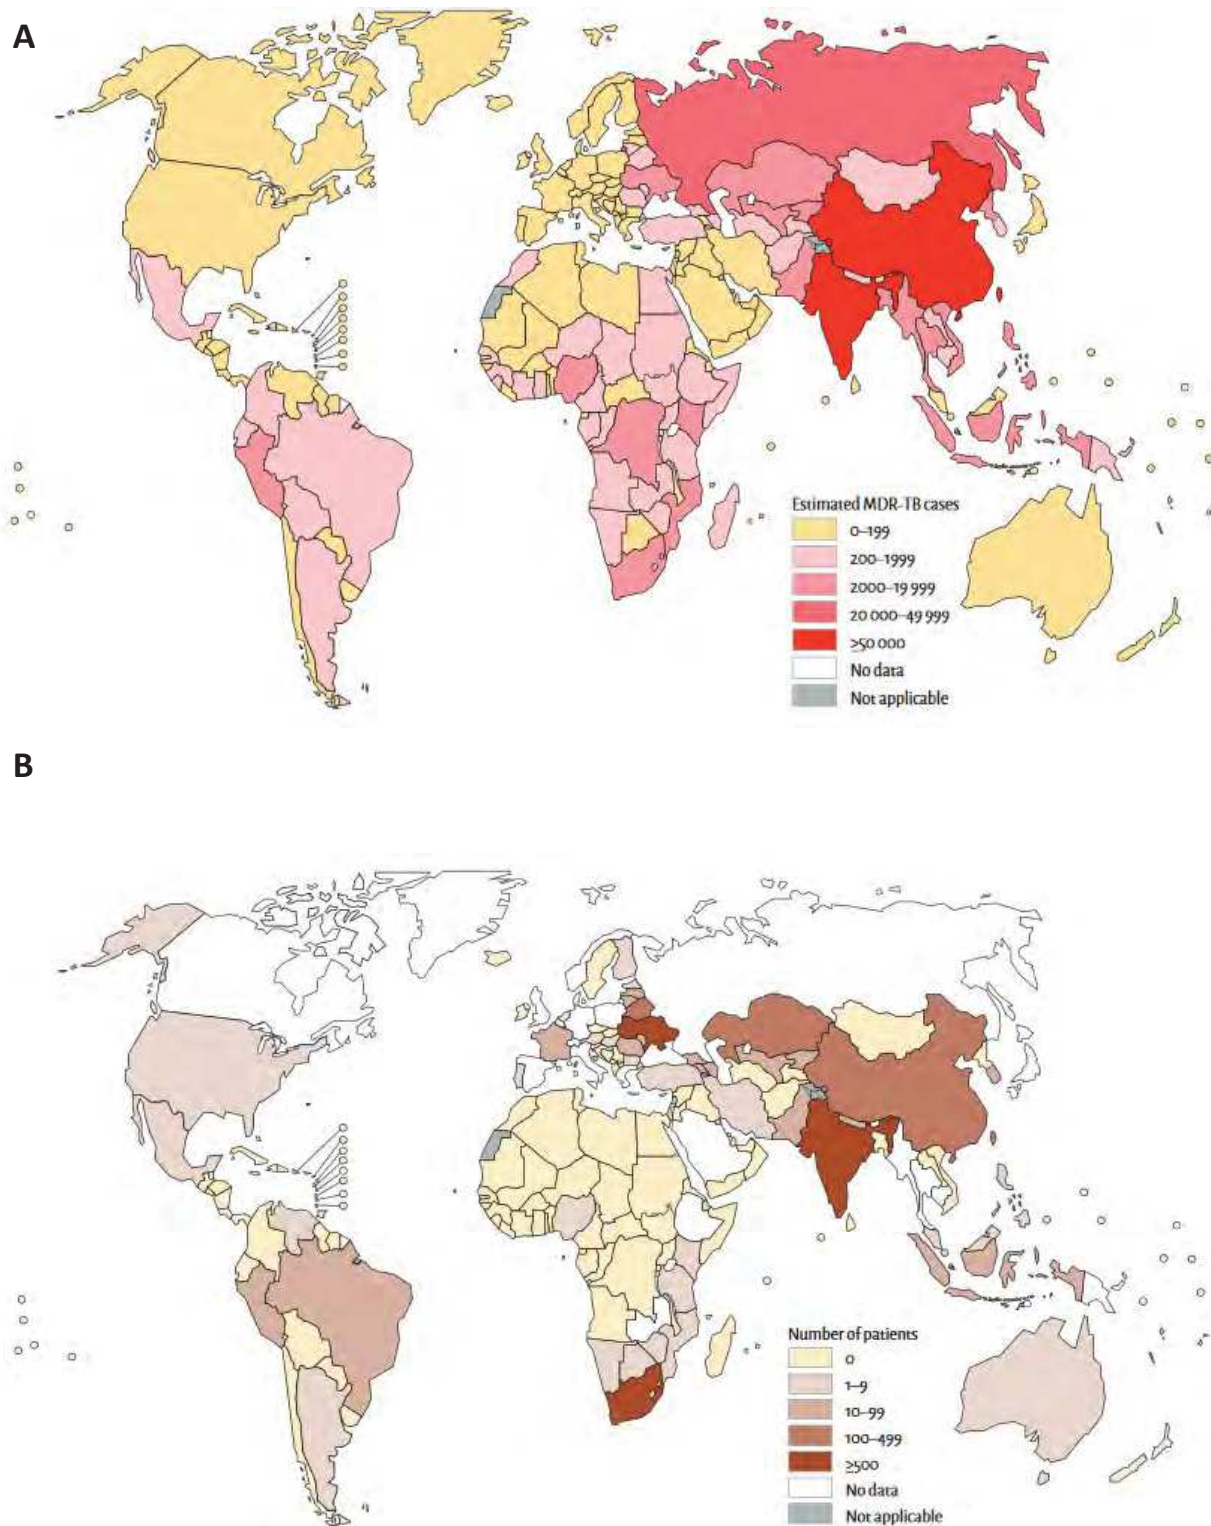 A
Estimated MDR-TB cases
0–199
200–1999
2000–19 999
20 000–49 999
≥50 000
No data
Not applicable
B
Number of patients
0
1–9
10–99
100–499
≥500
No data
Not applicable